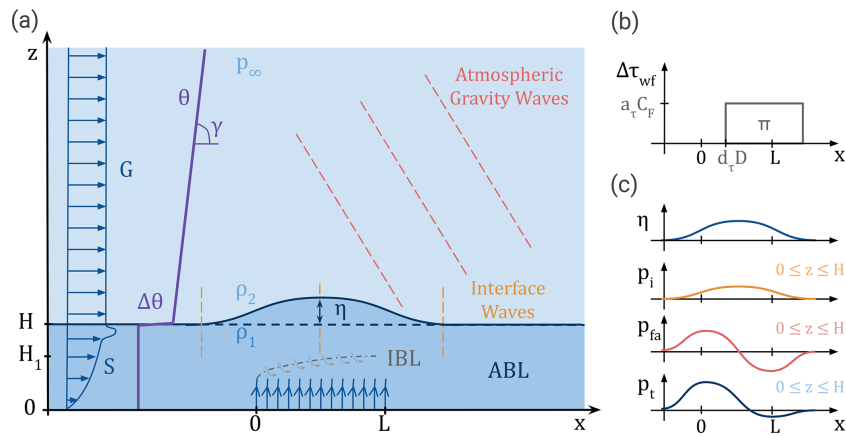 (a)
z
p∞
θ
γ
G
Atmospheric
Gravity Waves
Δθ
ρ₂
η
Interface
Waves
H
ρ₁
H₁
S
IBL
ABL
0
0
L
x
(b)
Δτwf
aτCF
π
0
L
x
dτD
(c)
η
pi
0 ≤ z ≤ H
pfa
0 ≤ z ≤ H
pt
0 ≤ z ≤ H
0
L
x